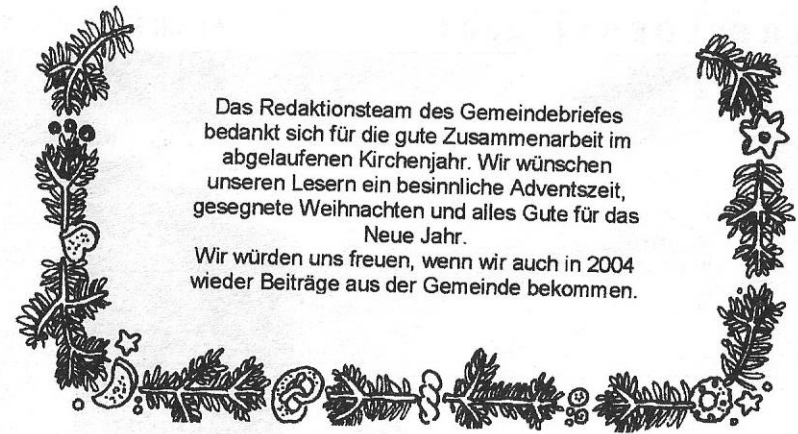 Das Redaktionsteam des Gemeindebriefes
bedankt sich für die gute Zusammenarbeit im
abgelaufenen Kirchenjahr. Wir wünschen
unseren Lesern ein besinnliche Adventszeit,
gesegnete Weihnachten und alles Gute für das
Neue Jahr.
Wir würden uns freuen, wenn wir auch in 2004
wieder Beiträge aus der Gemeinde bekommen.